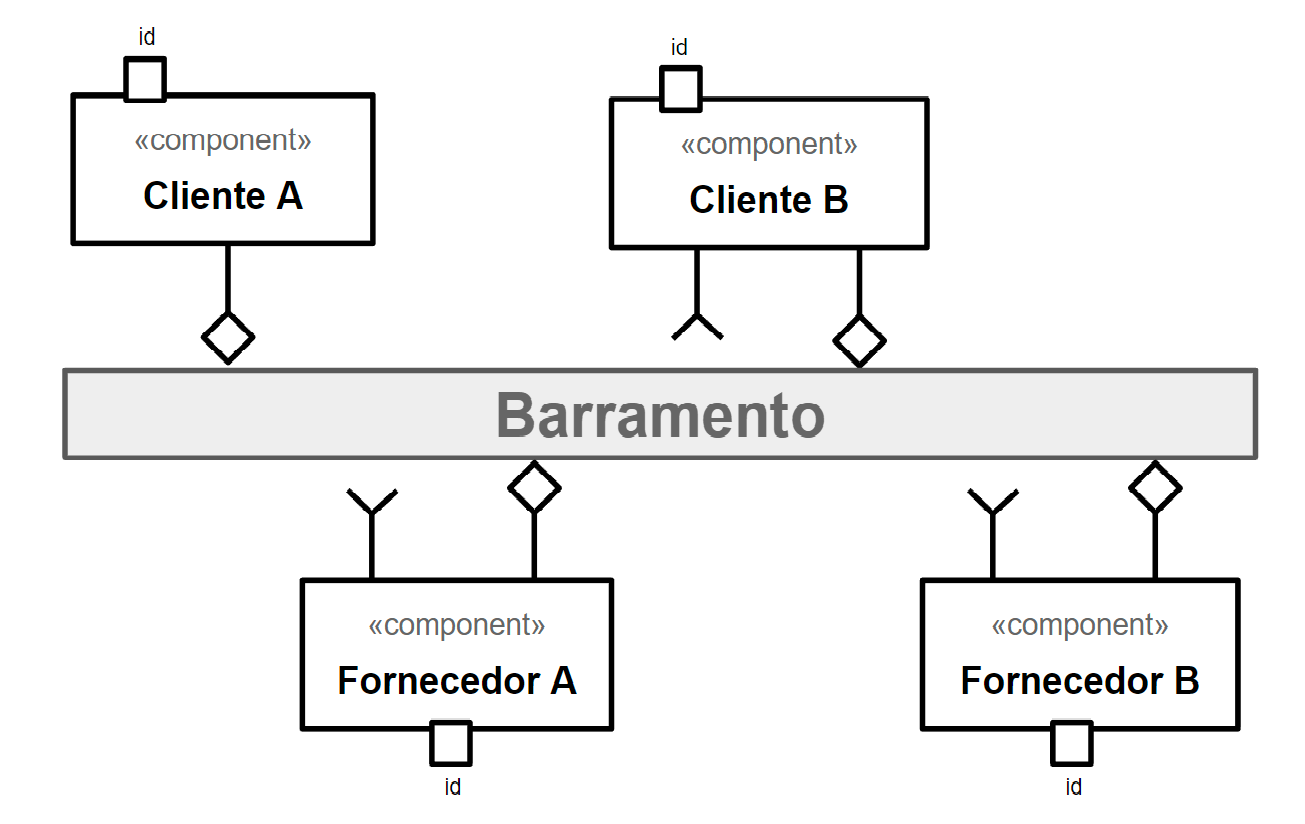 id
id
«component»
Cliente A
«component»
Cliente B
Barramento
«component»
Fornecedor A
«component»
Fornecedor B
id
id